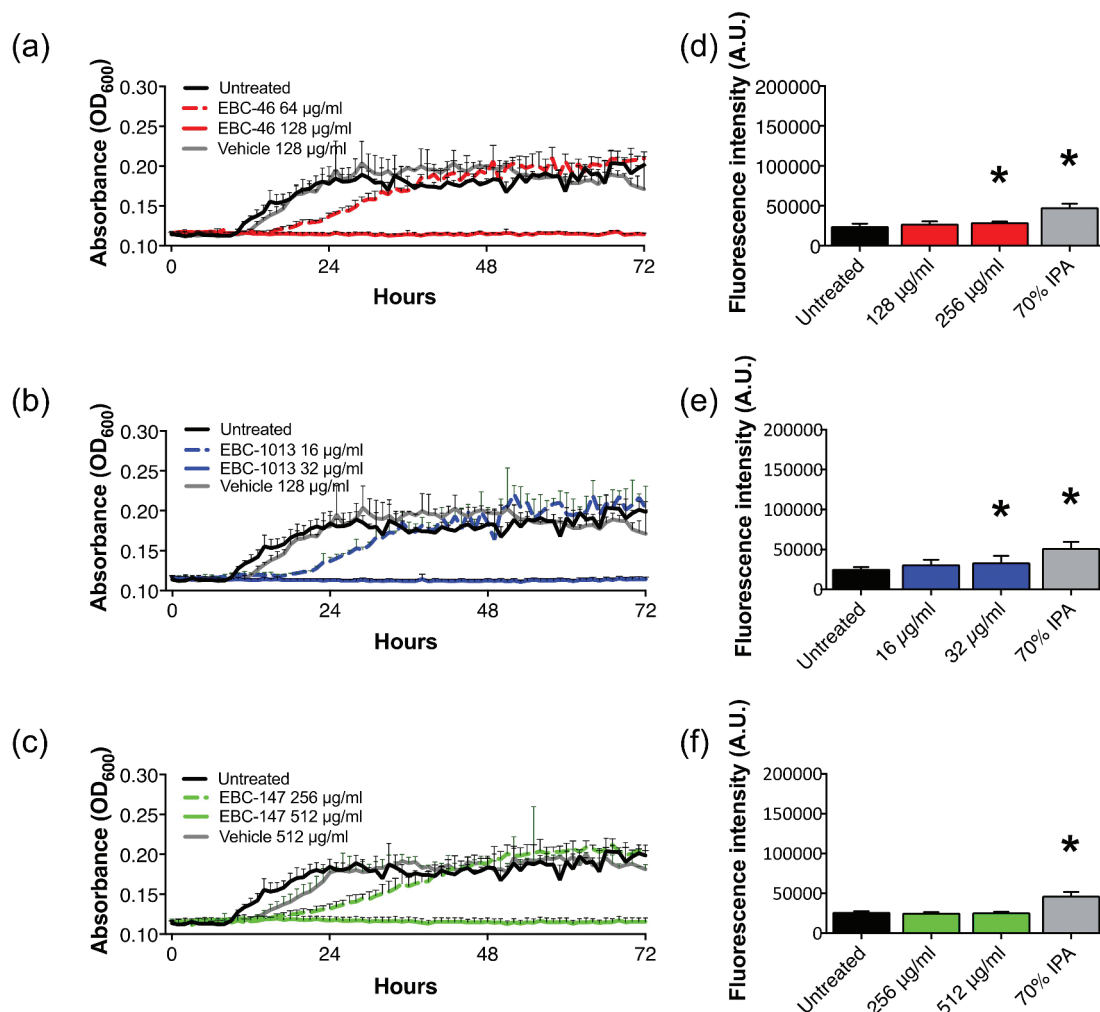 (a)
Absorbance (OD600)
0.30
0.25
0.20
0.15
0.10
Untreated
EBC-46 64 µg/ml
EBC-46 128 µg/ml
Vehicle 128 µg/ml
0 24 48 72
Hours
(d)
Fluorescence intensity (A.U.)
200000
150000
100000
50000
0
* *
Untreated
128 µg/ml
256 µg/ml
70% IPA
(b)
Absorbance (OD600)
0.30
0.25
0.20
0.15
0.10
Untreated
EBC-1013 16 µg/ml
EBC-1013 32 µg/ml
Vehicle 128 µg/ml
0 24 48 72
Hours
(e)
Fluorescence intensity (A.U.)
200000
150000
100000
50000
0
* *
Untreated
16 µg/ml
32 µg/ml
70% IPA
(c)
Absorbance (OD600)
0.30
0.25
0.20
0.15
0.10
Untreated
EBC-147 256 µg/ml
EBC-147 512 µg/ml
Vehicle 512 µg/ml
0 24 48 72
Hours
(f)
Fluorescence intensity (A.U.)
200000
150000
100000
50000
0
*
Untreated
256 µg/ml
512 µg/ml
70% IPA